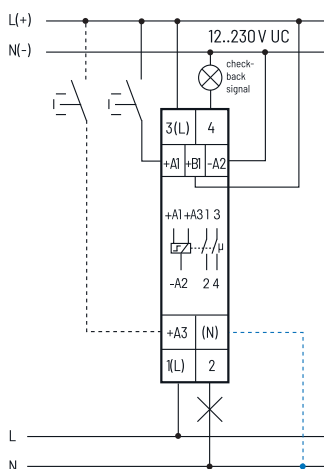 L(+)
N(-)
12..230 V UC
check-
back
signal
3(L) 4
+A1 +B1 -A2
+A1 +A3 1 3
μ
-A2 2 4
+A3 (N)
1(L) 2
L
N